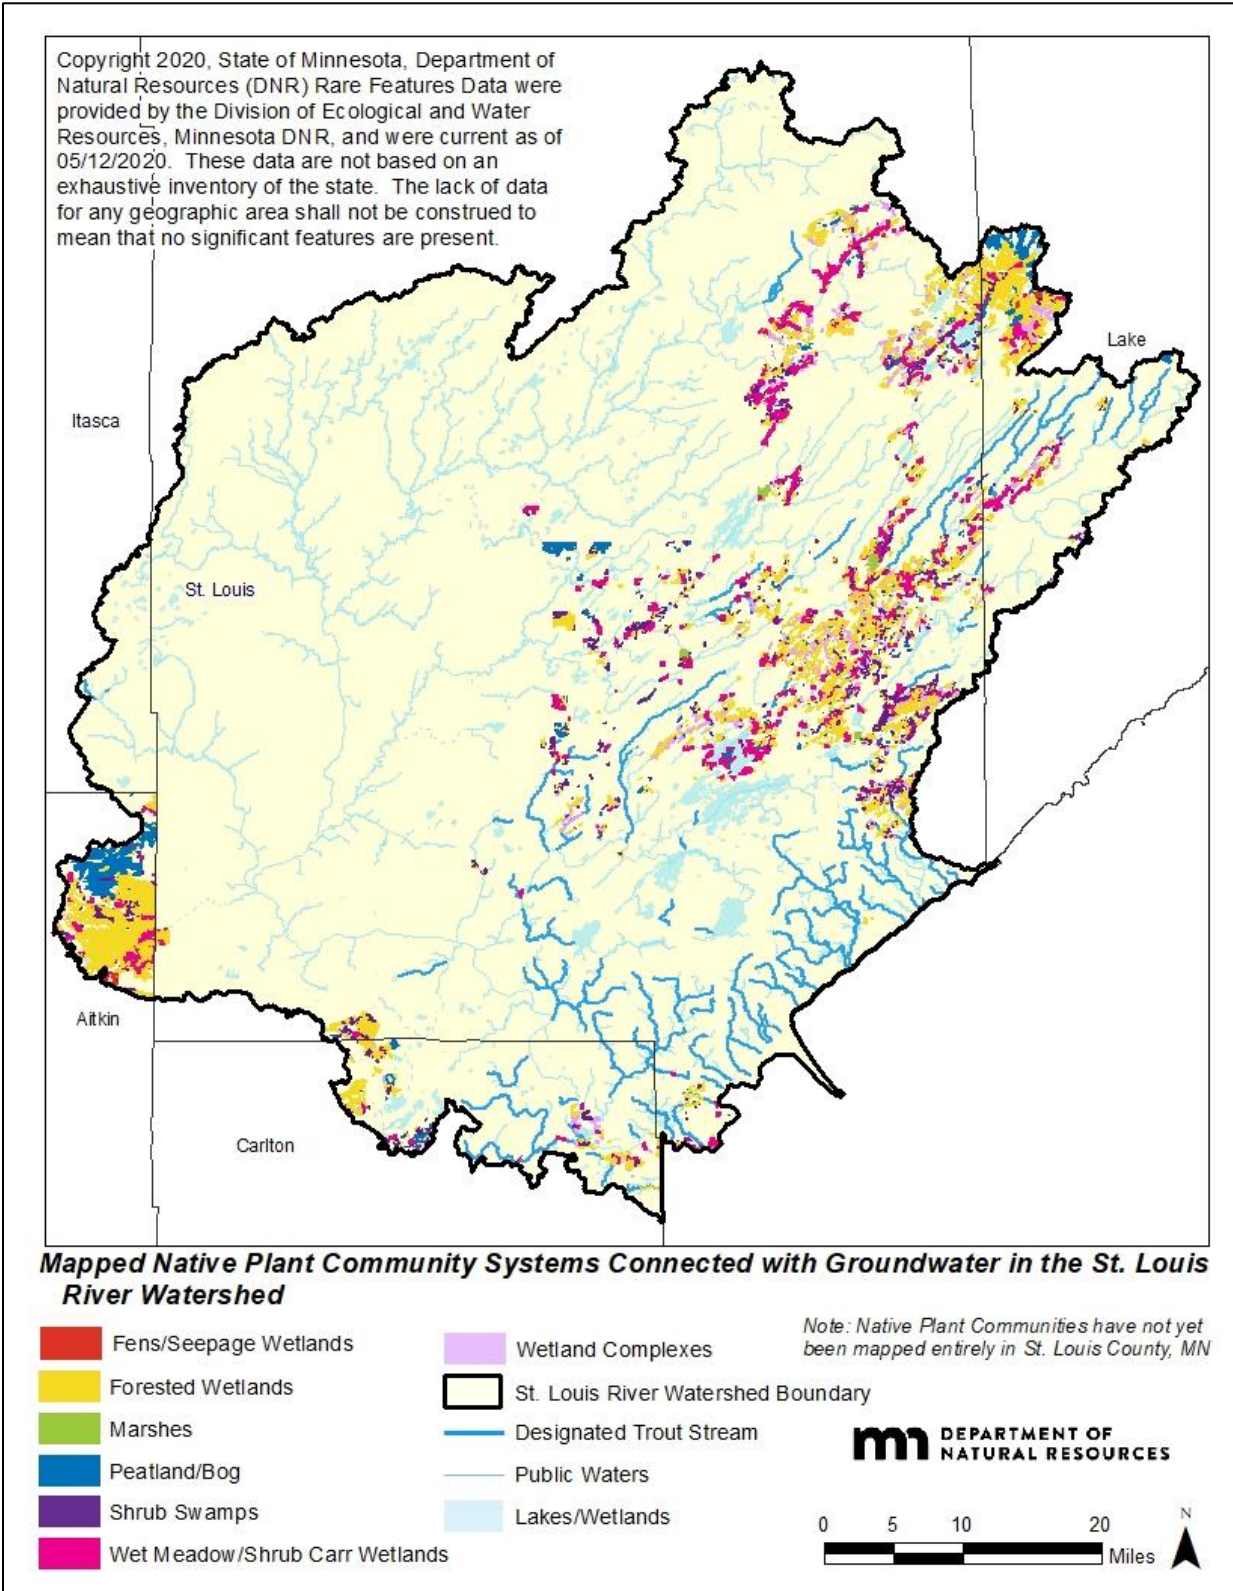 Copyright 2020, State of Minnesota, Department of
Natural Resources (DNR) Rare Features Data were
provided by the Division of Ecological and Water
Resources, Minnesota DNR, and were current as of
05/12/2020. These data are not based on an
exhaustive inventory of the state. The lack of data
for any geographic area shall not be construed to
mean that no significant features are present.
Lake
Itasca
St. Louis
Aitkin
Carlton
Mapped Native Plant Community Systems Connected with Groundwater in the St. Louis
River Watershed
Fens/Seepage Wetlands
Forested Wetlands
Marshes
Peatland/Bog
Shrub Swamps
Wet Meadow/Shrub Carr Wetlands
Wetland Complexes
St. Louis River Watershed Boundary
Designated Trout Stream
Public Waters
Lakes/Wetlands
Note: Native Plant Communities have not yet
been mapped entirely in St. Louis County, MN
DEPARTMENT OF
NATURAL RESOURCES
0 5 10 20
Miles
N